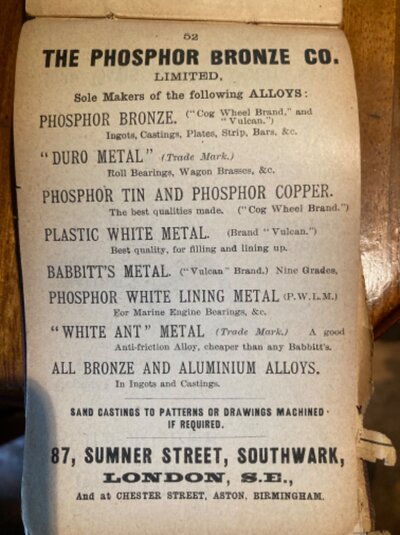 52
THE PHOSPHOR BRONZE CO.
LIMITED,
Sole Makers of the following ALLOYS:
PHOSPHOR BRONZE. ("Cog Wheel Brand," and
"Vulcan.")
Ingots, Castings, Plates, Strip, Bars, &c.
"DURO METAL" (Trade Mark.)
Roll Bearings, Wagon Brasses, &c.
PHOSPHOR TIN AND PHOSPHOR COPPER.
The best qualities made. ("Cog Wheel Brand.")
PLASTIC WHITE METAL. (Brand "Vulcan.")
Best quality, for filling and lining up.
BABBITT'S METAL. ("Vulcan" Brand.) Nine Grades,
PHOSPHOR WHITE LINING METAL (P.W.L.M.)
For Marine Engine Bearings, &c.
"WHITE ANT" METAL (Trade Mark.) A good
Anti-friction Alloy, cheaper than any Babbitt's.
ALL BRONZE AND ALUMINIUM ALLOYS,
In Ingots and Castings.
SAND CASTINGS TO PATTERNS OR DRAWINGS MACHINED
IF REQUIRED.
87, SUMNER STREET, SOUTHWARK,
LONDON, S.E.,
And at CHESTER STREET, ASTON, BIRMINGHAM.